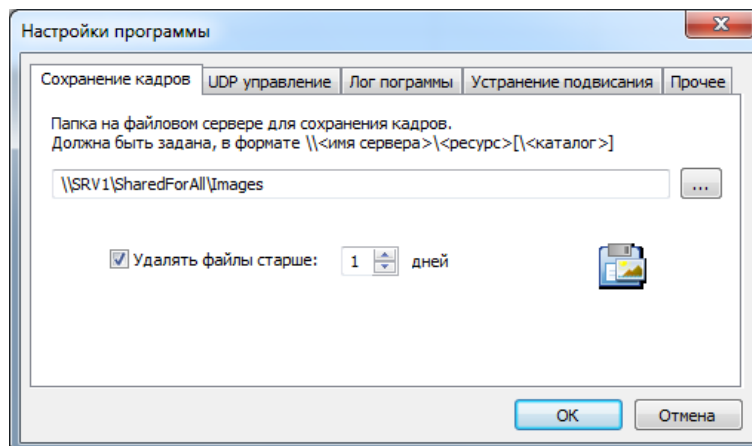 Настройки программы
Сохранение кадров
UDP управление
Лог пограммы
Устранение подвисания
Прочее
Папка на файловом сервере для сохранения кадров.
Должна быть задана, в формате \\<имя сервера>\<ресурс>[\<каталог>]
\\SRV1\SharedForAll\Images
...
Удалять файлы старше: 1 дней
OK
Отмена